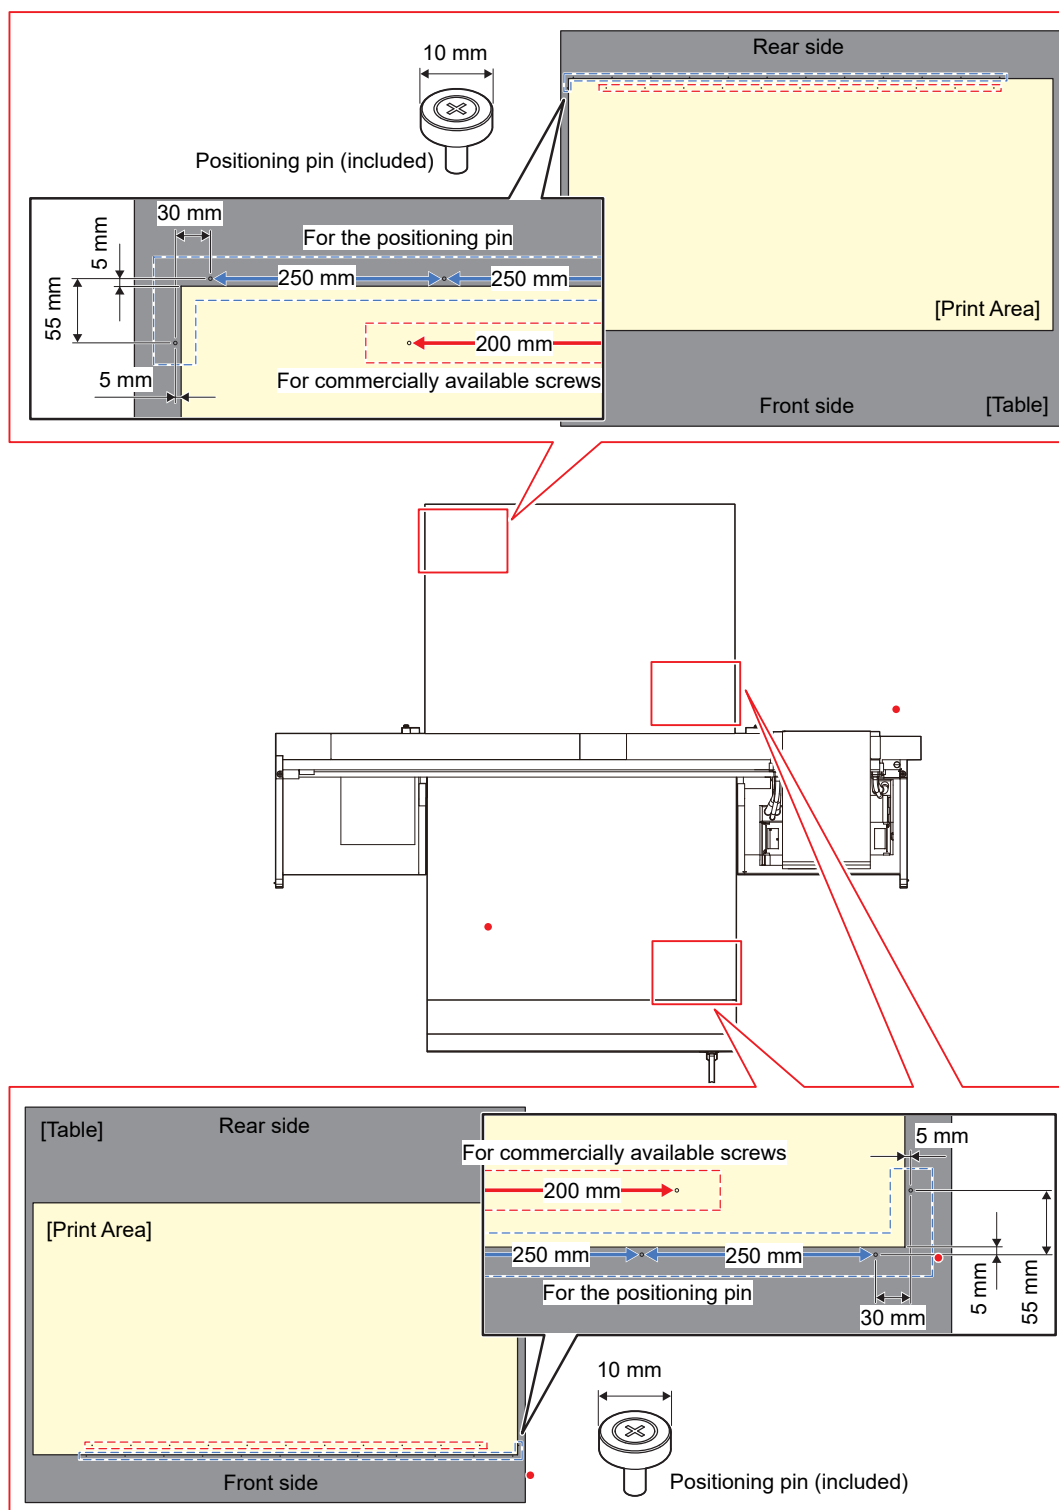 10 mm
Rear side
Positioning pin (included)
30 mm
For the positioning pin
5 mm
250 mm
250 mm
55 mm
[Print Area]
200 mm
5 mm
For commercially available screws
Front side
[Table]
[Table]
Rear side
5 mm
For commercially available screws
200 mm
[Print Area]
250 mm
250 mm
For the positioning pin
5 mm
55 mm
30 mm
10 mm
Front side
Positioning pin (included)